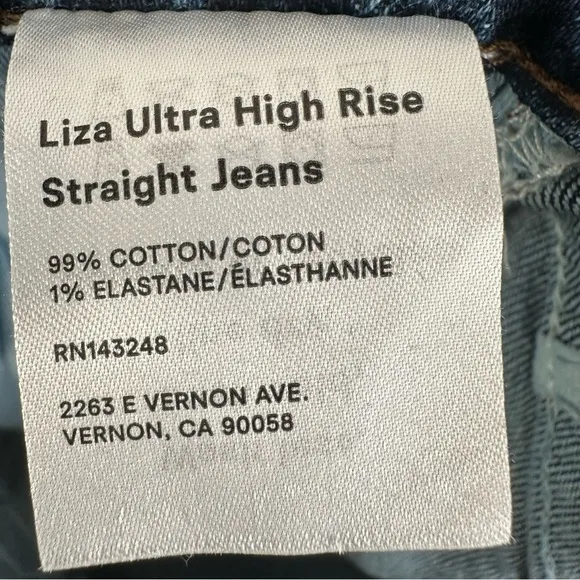 Liza Ultra High Rise
Straight Jeans
99% COTTON/COTON
1% ELASTANE/ÉLASTHANNE
RN143248
2263 E VERNON AVE.
VERNON, CA 90058